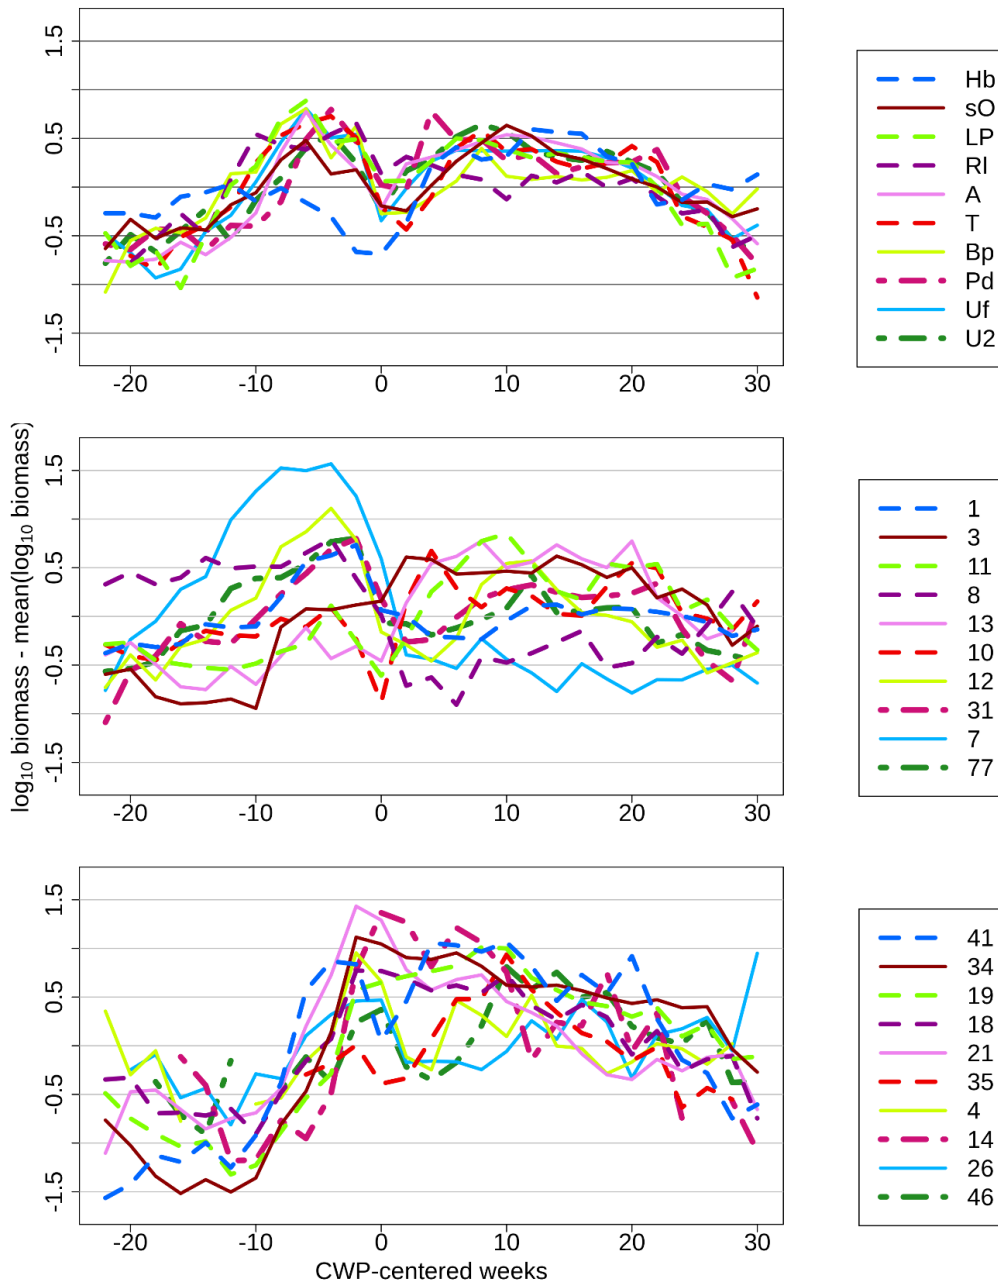 1.5
0.5
-0.5
-1.5
-20 -10 0 10 20 30
Hb
sO
LP
Rl
A
T
Bp
Pd
Uf
U2
log₁₀ biomass - mean(log₁₀ biomass)
1.5
0.5
-0.5
-1.5
-20 -10 0 10 20 30
1
3
11
8
13
10
12
31
7
77
1.5
0.5
-0.5
-1.5
-20 -10 0 10 20 30
CWP-centered weeks
41
34
19
18
21
35
4
14
26
46